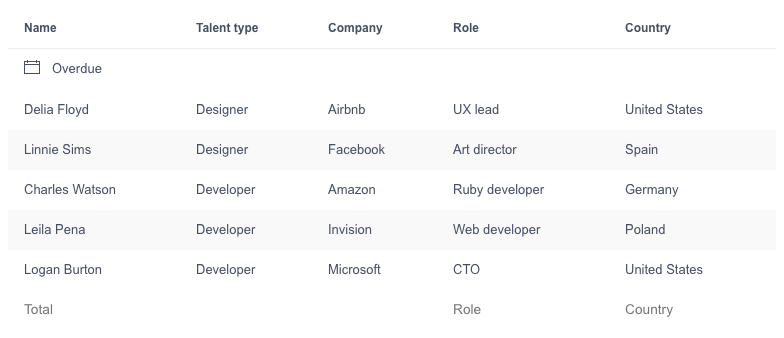 Name Talent type Company Role Country
Overdue
Delia Floyd Designer Airbnb UX lead United States
Linnie Sims Designer Facebook Art director Spain
Charles Watson Developer Amazon Ruby developer Germany
Leila Pena Developer Invision Web developer Poland
Logan Burton Developer Microsoft CTO United States
Total Role Country